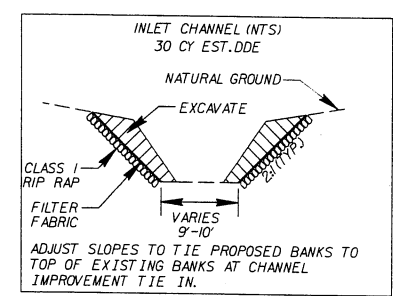 INLET CHANNEL (NTS)
30 CY EST.DDE
NATURAL GROUND
EXCAVATE
CLASS I
RIP RAP
2:1 (TYP.)
FILTER
FABRIC
VARIES
9'-10'
ADJUST SLOPES TO TIE PROPOSED BANKS TO
TOP OF EXISTING BANKS AT CHANNEL
IMPROVEMENT TIE IN.